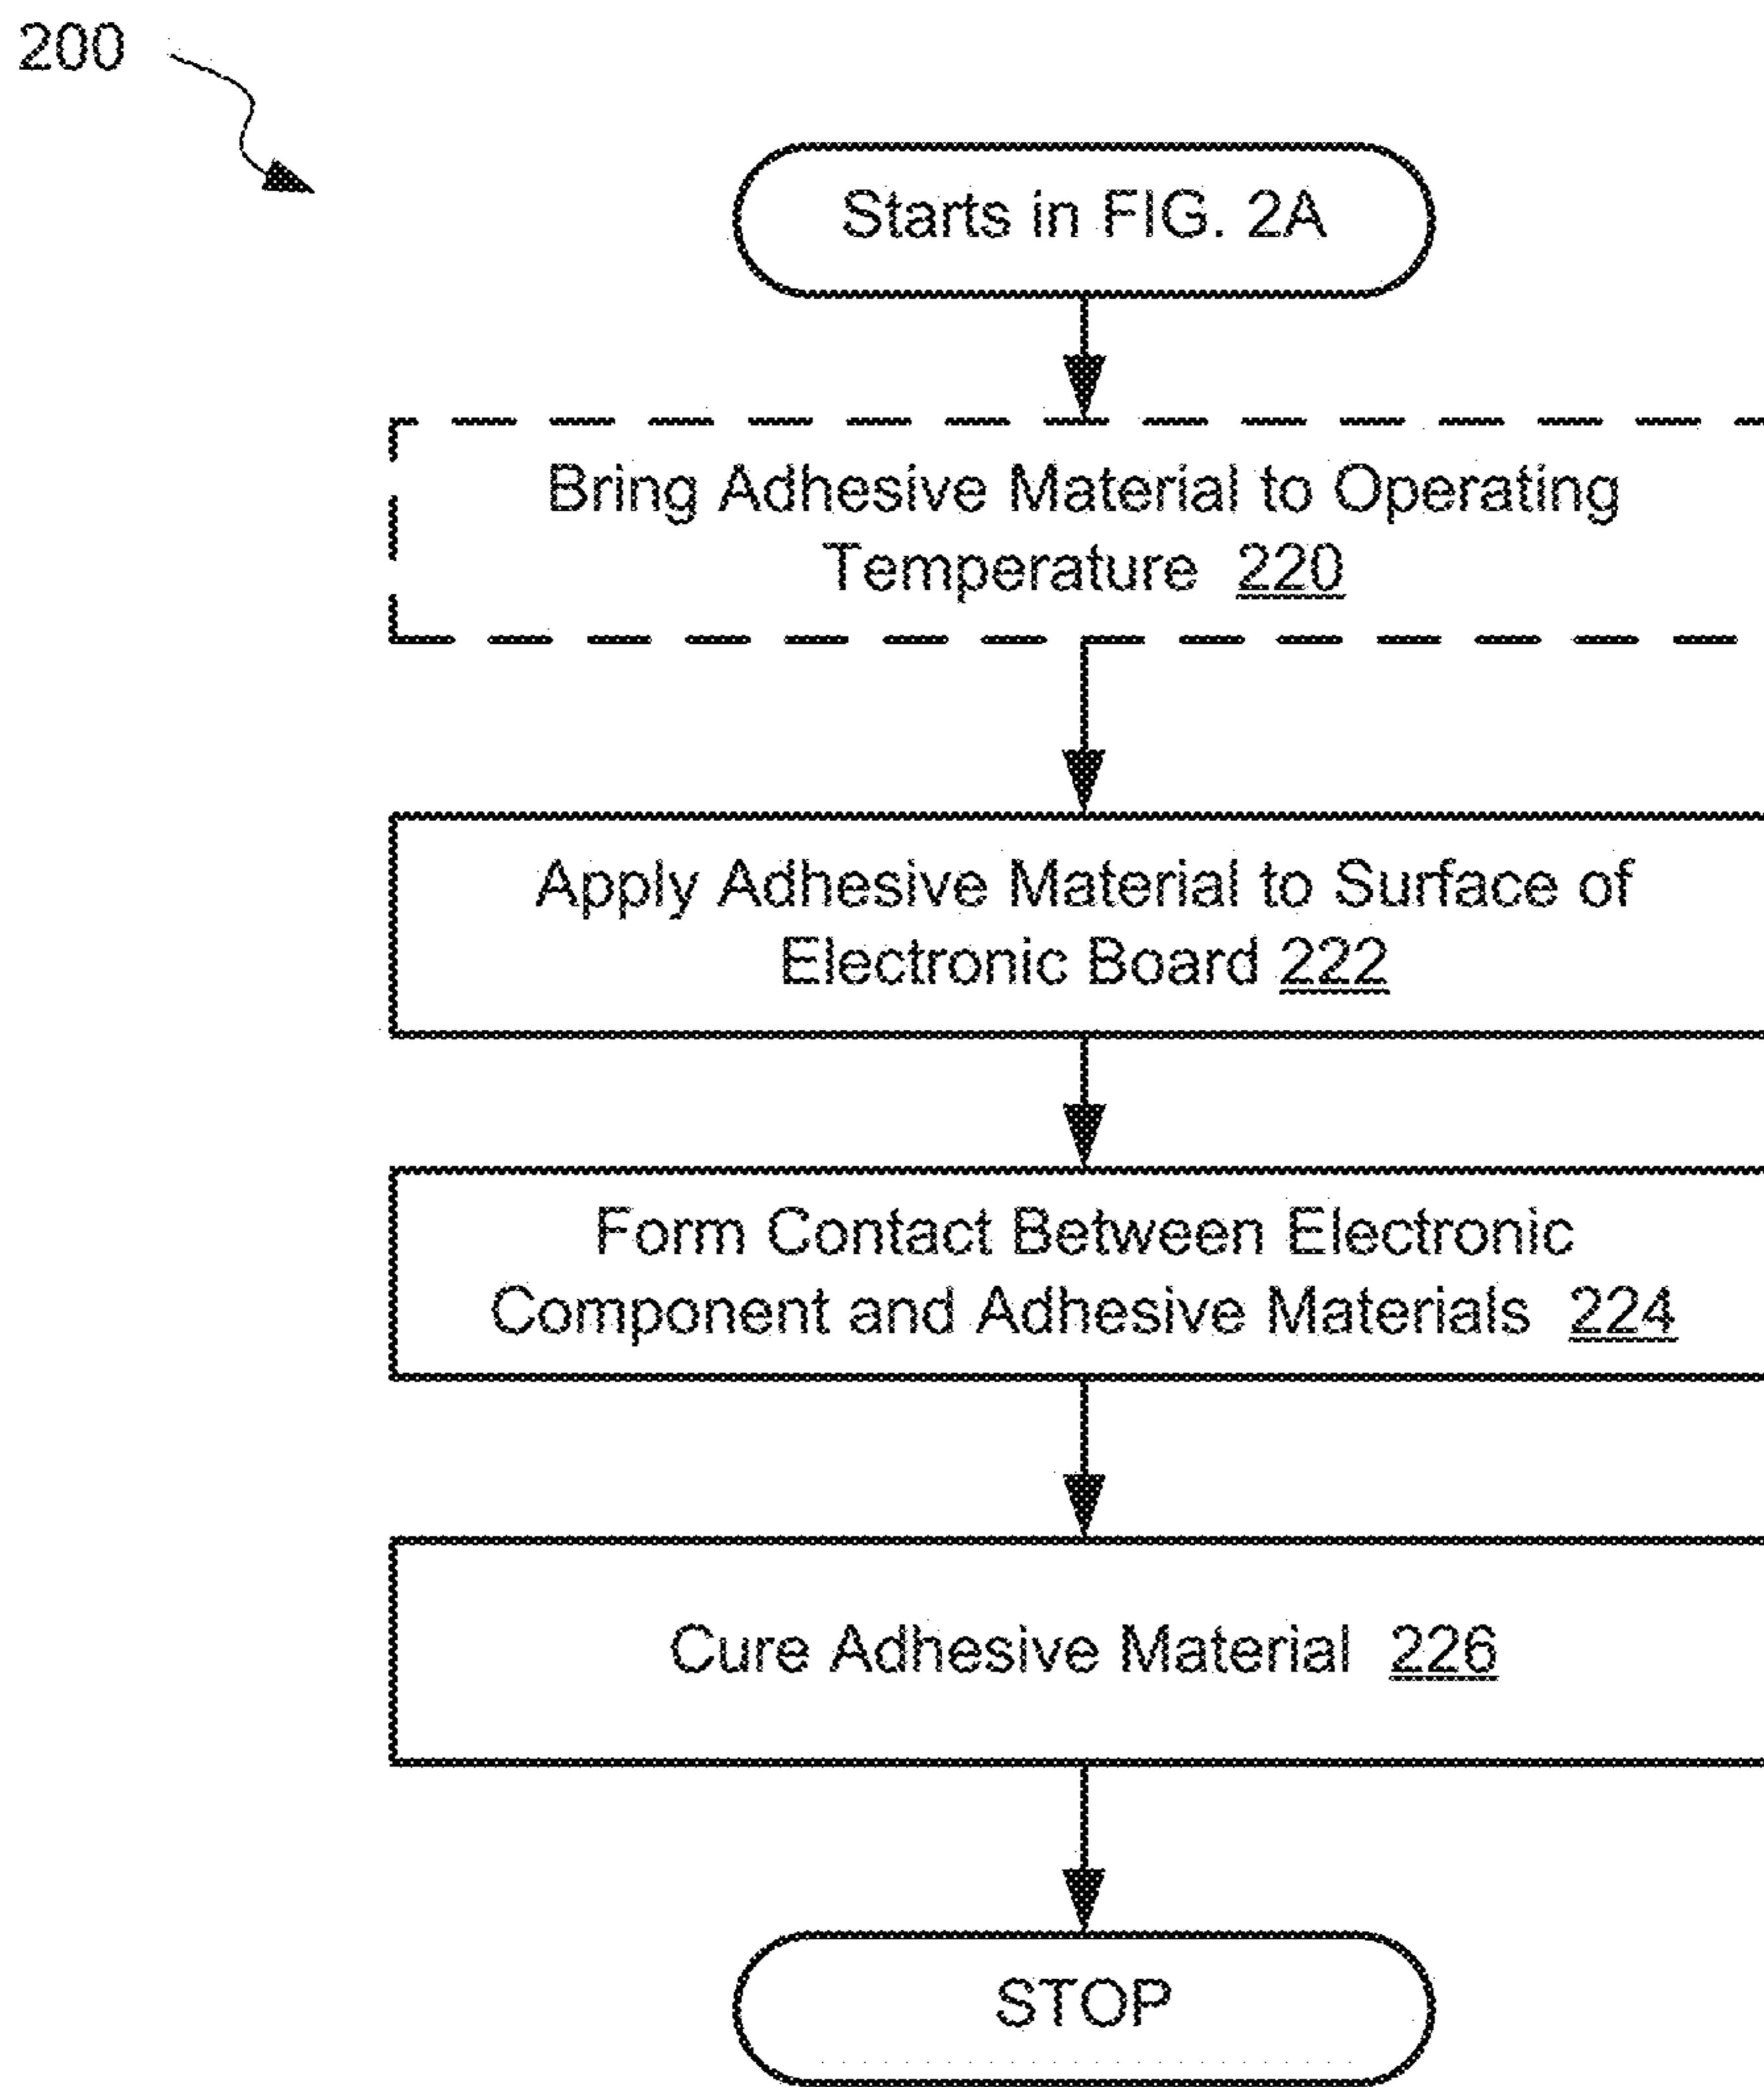 200
Starts in FIG. 2A
Bring Adhesive Material to Operating
Temperature 220
Apply Adhesive Material to Surface of
Electronic Board 222
Form Contact Between Electronic
Component and Adhesive Materials 224
Cure Adhesive Material 226
STOP